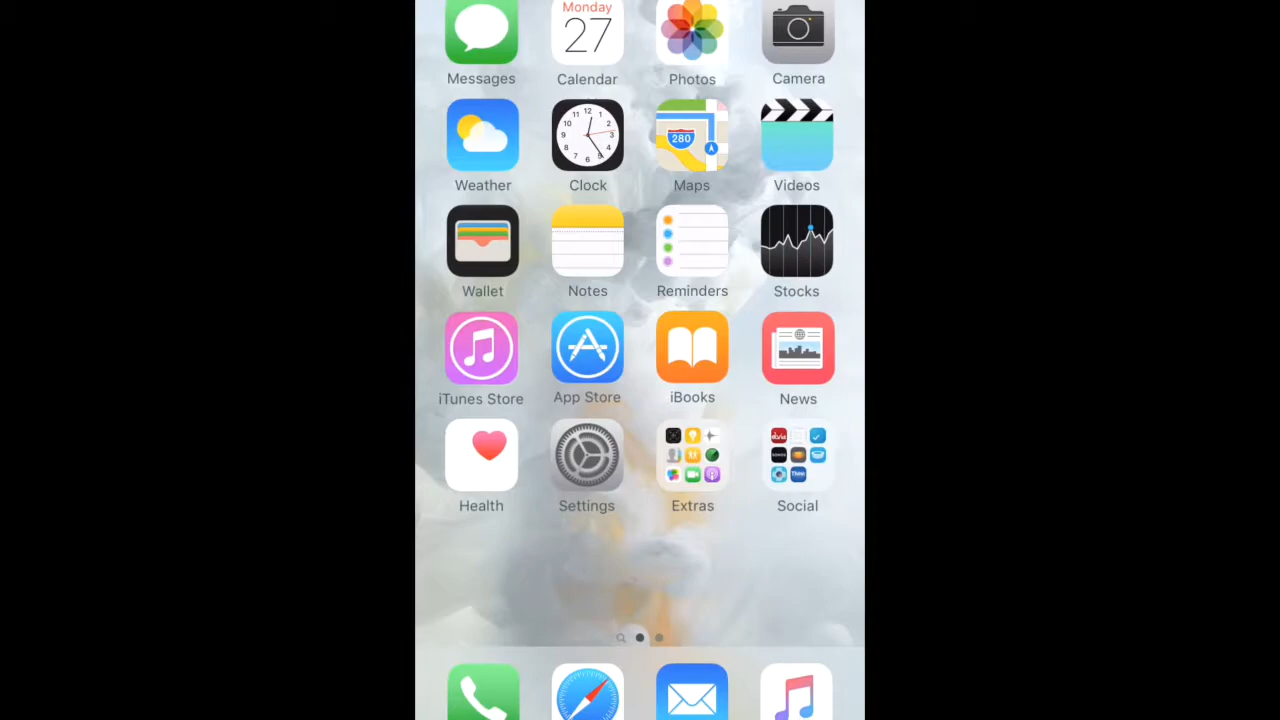 Monday
27
Messages Calendar Photos Camera
280
Weather Clock Maps Videos
Wallet Notes Reminders Stocks
iTunes Store App Store iBooks News
Health Settings Extras Social